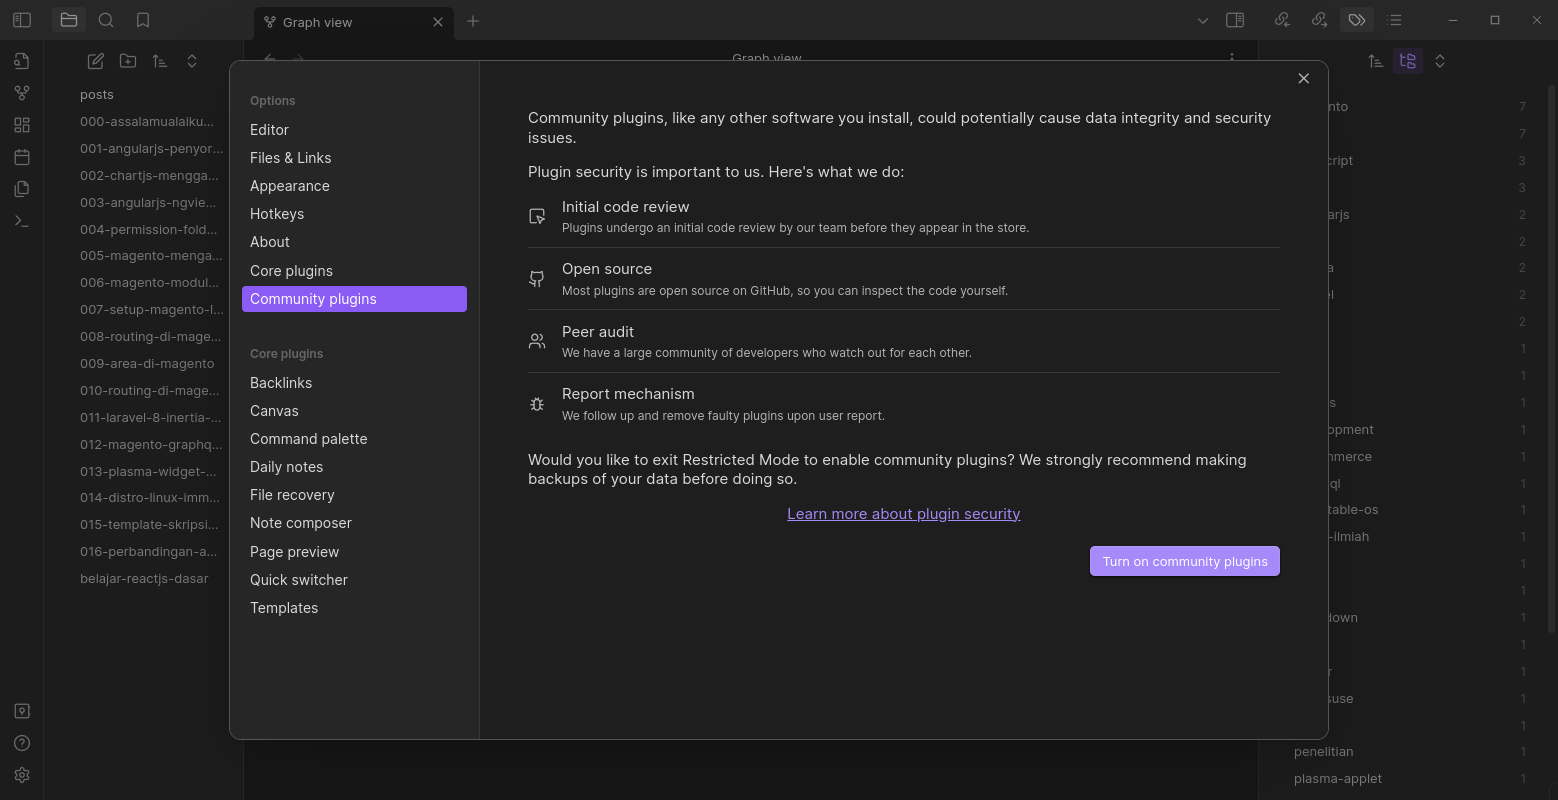 Graph view
Graph view
posts
000-assalamualaiku...
001-angularjs-penyor...
002-chartjs-mengga...
003-angularjs-ngvie...
004-permission-fold...
005-magento-menga...
006-magento-modul...
007-setup-magento-l...
008-routing-di-mage...
009-area-di-magento
010-routing-di-mage...
011-laravel-8-inertia-...
012-magento-graphq...
013-plasma-widget-...
014-distro-linux-imm...
015-template-skripsi...
016-perbandingan-a...
belajar-reactjs-dasar
Options
Editor
Files & Links
Appearance
Hotkeys
About
Core plugins
Community plugins
Core plugins
Backlinks
Canvas
Command palette
Daily notes
File recovery
Note composer
Page preview
Quick switcher
Templates
Community plugins, like any other software you install, could potentially cause data integrity and security
issues.
Plugin security is important to us. Here's what we do:
Initial code review
Plugins undergo an initial code review by our team before they appear in the store.
Open source
Most plugins are open source on GitHub, so you can inspect the code yourself.
Peer audit
We have a large community of developers who watch out for each other.
Report mechanism
We follow up and remove faulty plugins upon user report.
Would you like to exit Restricted Mode to enable community plugins? We strongly recommend making
backups of your data before doing so.
Learn more about plugin security
Turn on community plugins
nto 7
7
cript 3
3
arjs 2
2
a 2
el 2
2
1
1
s 1
opment 1
mmerce 1
ql 1
table-os 1
-ilmiah 1
1
1
down 1
1
r 1
suse 1
1
penelitian 1
plasma-applet 1